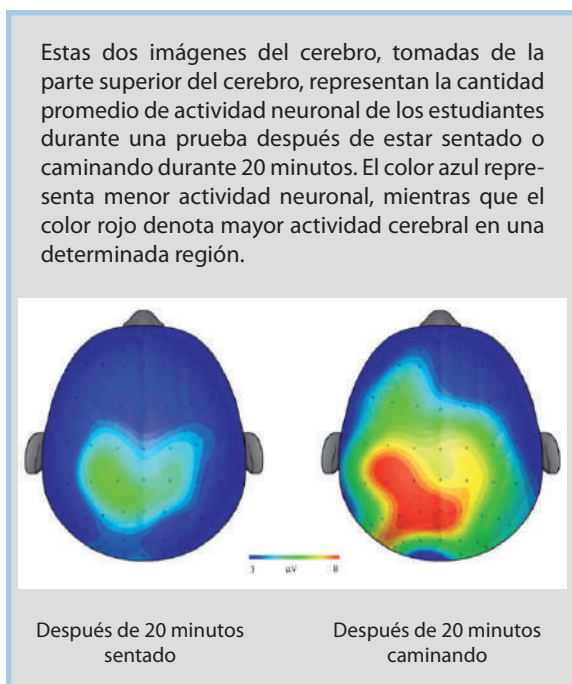 Estas dos imágenes del cerebro, tomadas de la
parte superior del cerebro, representan la cantidad
promedio de actividad neuronal de los estudiantes
durante una prueba después de estar sentado o
caminando durante 20 minutos. El color azul repre-
senta menor actividad neuronal, mientras que el
color rojo denota mayor actividad cerebral en una
determinada región.
3 µV 8
Después de 20 minutos
sentado
Después de 20 minutos
caminando